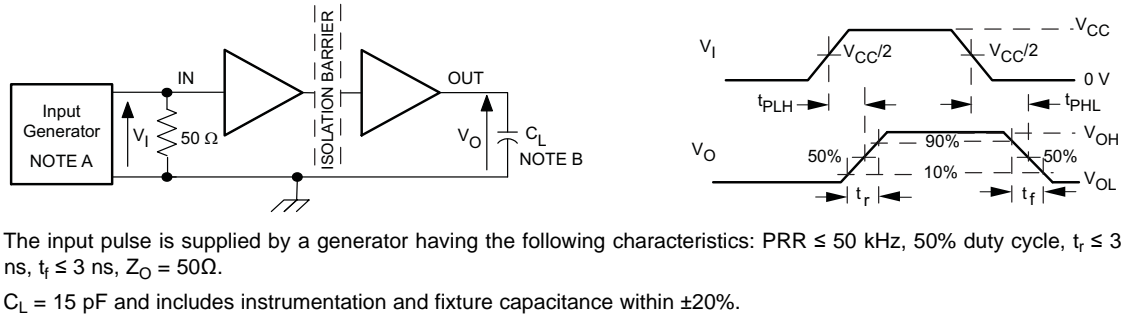 Input
Generator
NOTE A
V_I
IN
50 Ω
ISOLATION BARRIER
OUT
V_O
C_L
NOTE B
V_I
V_CC/2
V_CC/2
V_CC
0 V
t_PLH
t_PHL
V_O
50%
90%
10%
50%
V_OH
V_OL
t_r
t_f
The input pulse is supplied by a generator having the following characteristics: PRR ≤ 50 kHz, 50% duty cycle, t_r ≤ 3
ns, t_f ≤ 3 ns, Z_O = 50Ω.
C_L = 15 pF and includes instrumentation and fixture capacitance within ±20%.